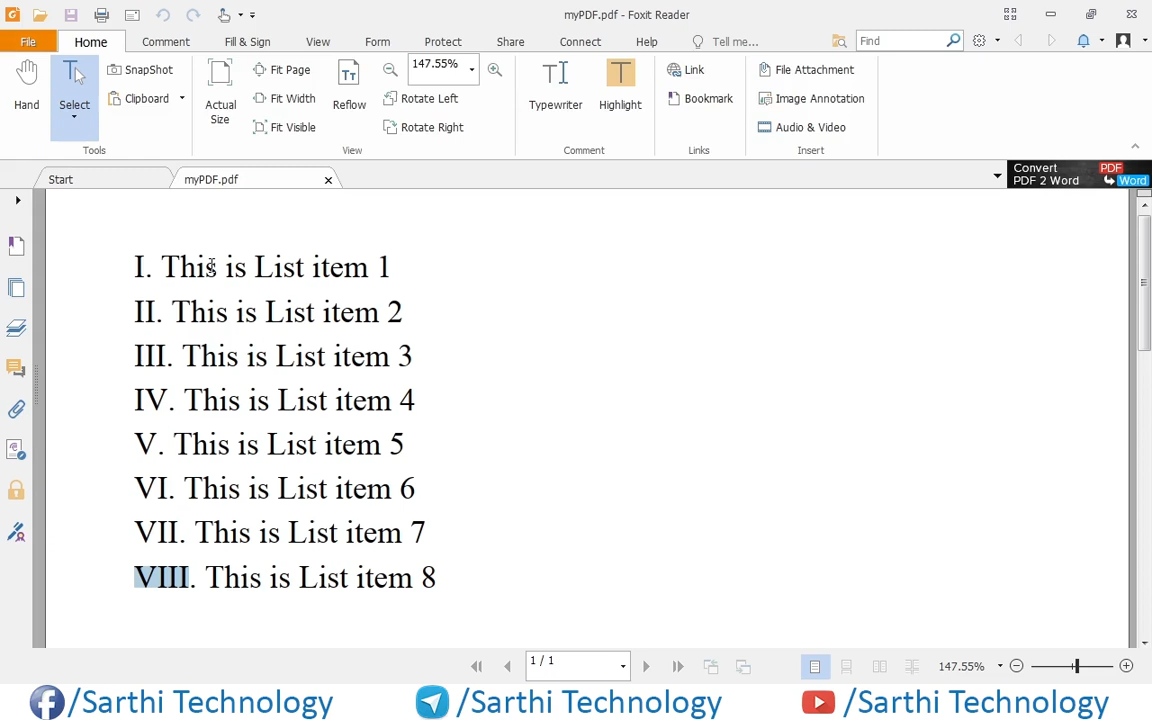 myPDF.pdf - Foxit Reader
File Home Comment Fill & Sign View Form Protect Share Connect Help Tell me... Find
Hand
Select
SnapShot
Clipboard
Tools
Actual
Size
Fit Page
Fit Width
Fit Visible
Reflow
147.55%
Rotate Left
Rotate Right
View
Typewriter
Highlight
Comment
Link
Bookmark
Links
File Attachment
Image Annotation
Audio & Video
Insert
Start myPDF.pdf
Convert PDF
PDF 2 Word Word
I. This is List item 1
II. This is List item 2
III. This is List item 3
IV. This is List item 4
V. This is List item 5
VI. This is List item 6
VII. This is List item 7
VIII. This is List item 8
1 / 1 147.55%
/Sarthi Technology /Sarthi Technology /Sarthi Technology